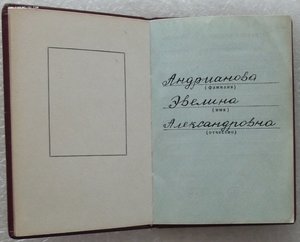 Андрианова
(фамилия)
Эвелина
(имя)
Александровна
(отчество)